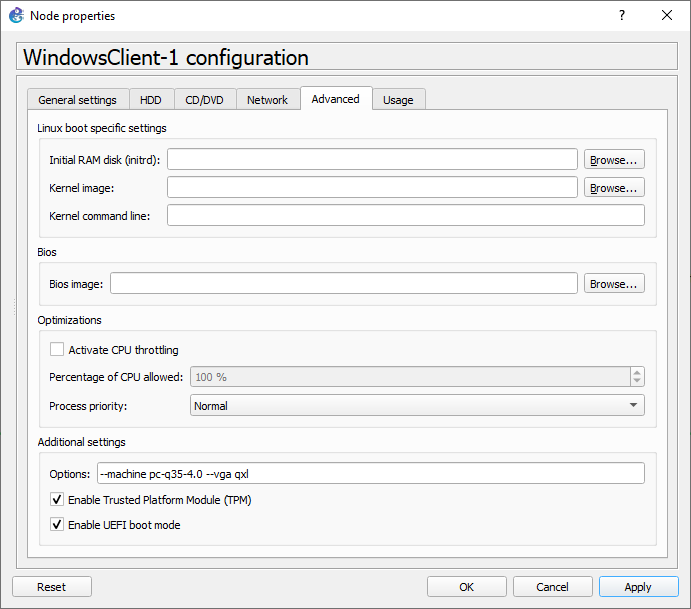 Node properties
?
WindowsClient-1 configuration
General settings
HDD
CD/DVD
Network
Advanced
Usage
Linux boot specific settings
Initial RAM disk (initrd):
Browse...
Kernel image:
Browse...
Kernel command line:
Bios
Bios image:
Browse...
Optimizations
Activate CPU throttling
Percentage of CPU allowed:
100 %
Process priority:
Normal
Additional settings
Options:
--machine pc-q35-4.0 --vga qxl
Enable Trusted Platform Module (TPM)
Enable UEFI boot mode
Reset
OK
Cancel
Apply